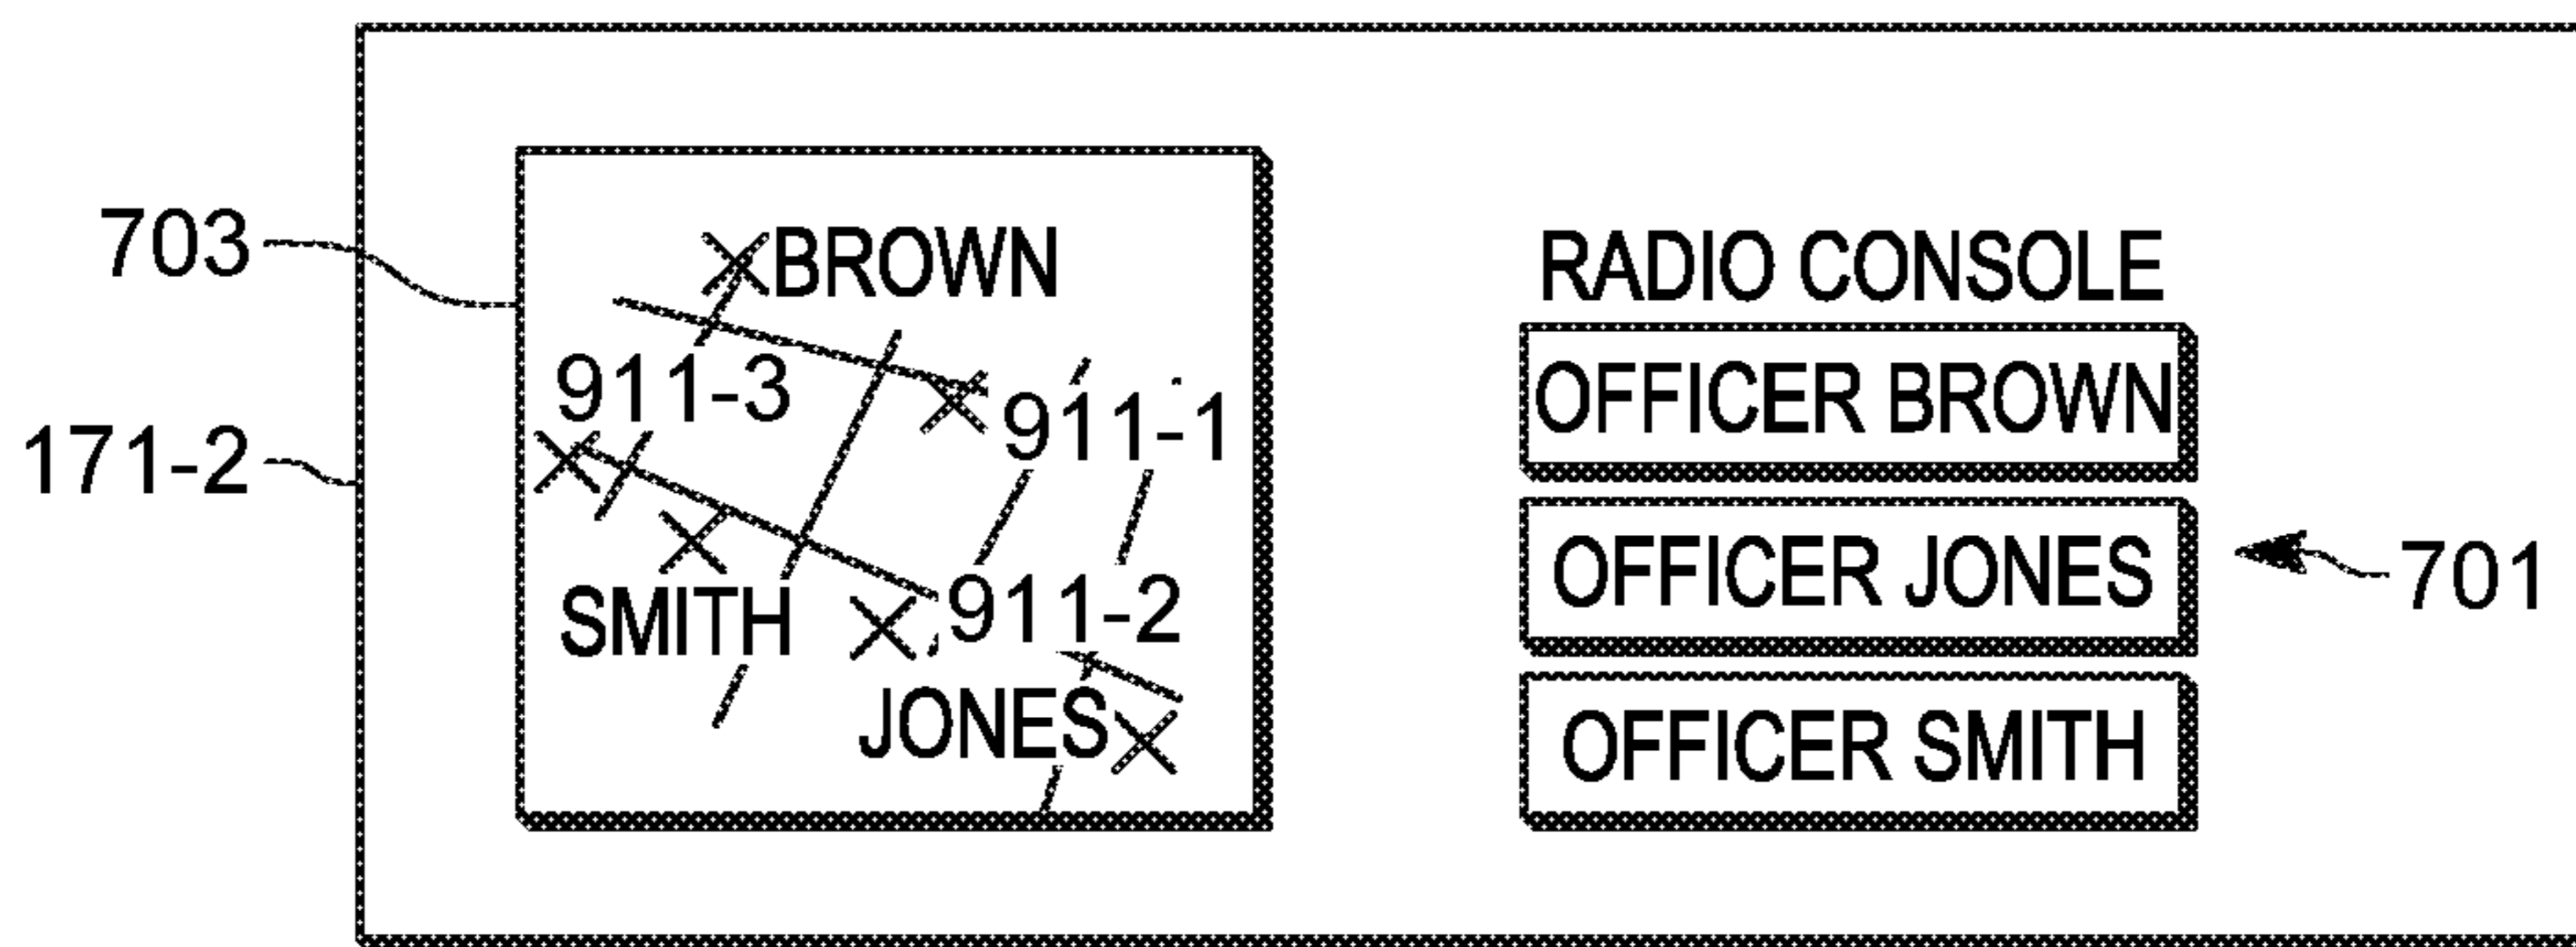 703
171-2
BROWN
911-3
911-1
SMITH
911-2
JONES
RADIO CONSOLE
OFFICER BROWN
OFFICER JONES
OFFICER SMITH
701